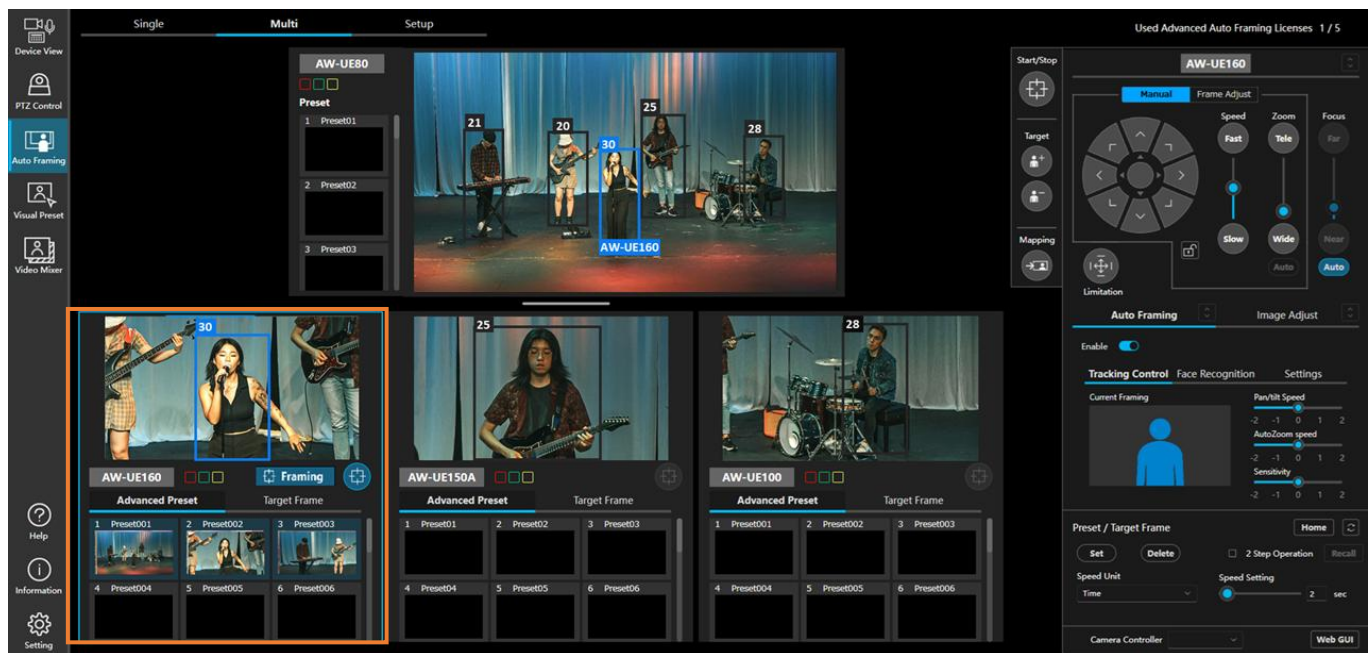 Device View
PTZ Control
Auto Framing
Visual Preset
Video Mixer
Help
Information
Setting
Single Multi Setup
Used Advanced Auto Framing Licenses 1 / 5
AW-UE80
Preset
1 Preset01
2 Preset02
3 Preset03
21
20
30
25
28
AW-UE160
30
AW-UE160
Framing
Advanced Preset Target Frame
1 Preset001 2 Preset002 3 Preset003
4 Preset004 5 Preset005 6 Preset006
25
AW-UE150A
Advanced Preset Target Frame
1 Preset01 2 Preset02 3 Preset03
4 Preset04 5 Preset05 6 Preset06
28
AW-UE100
Advanced Preset Target Frame
1 Preset001 2 Preset002 3 Preset003
4 Preset004 5 Preset005 6 Preset006
Start/Stop
Target
Mapping
AW-UE160
Manual Frame Adjust
Speed Zoom Focus
Fast Tele Far
Slow Wide Near
Auto Auto
Limitation
Auto Framing Image Adjust
Enable
Tracking Control Face Recognition Settings
Current Framing
Pan/tilt Speed
-2 -1 0 1 2
AutoZoom speed
-2 -1 0 1 2
Sensitivity
-2 -1 0 1 2
Preset / Target Frame Home
Set Delete 2 Step Operation Recall
Speed Unit Speed Setting
Time 2 sec
Camera Controller Web GUI